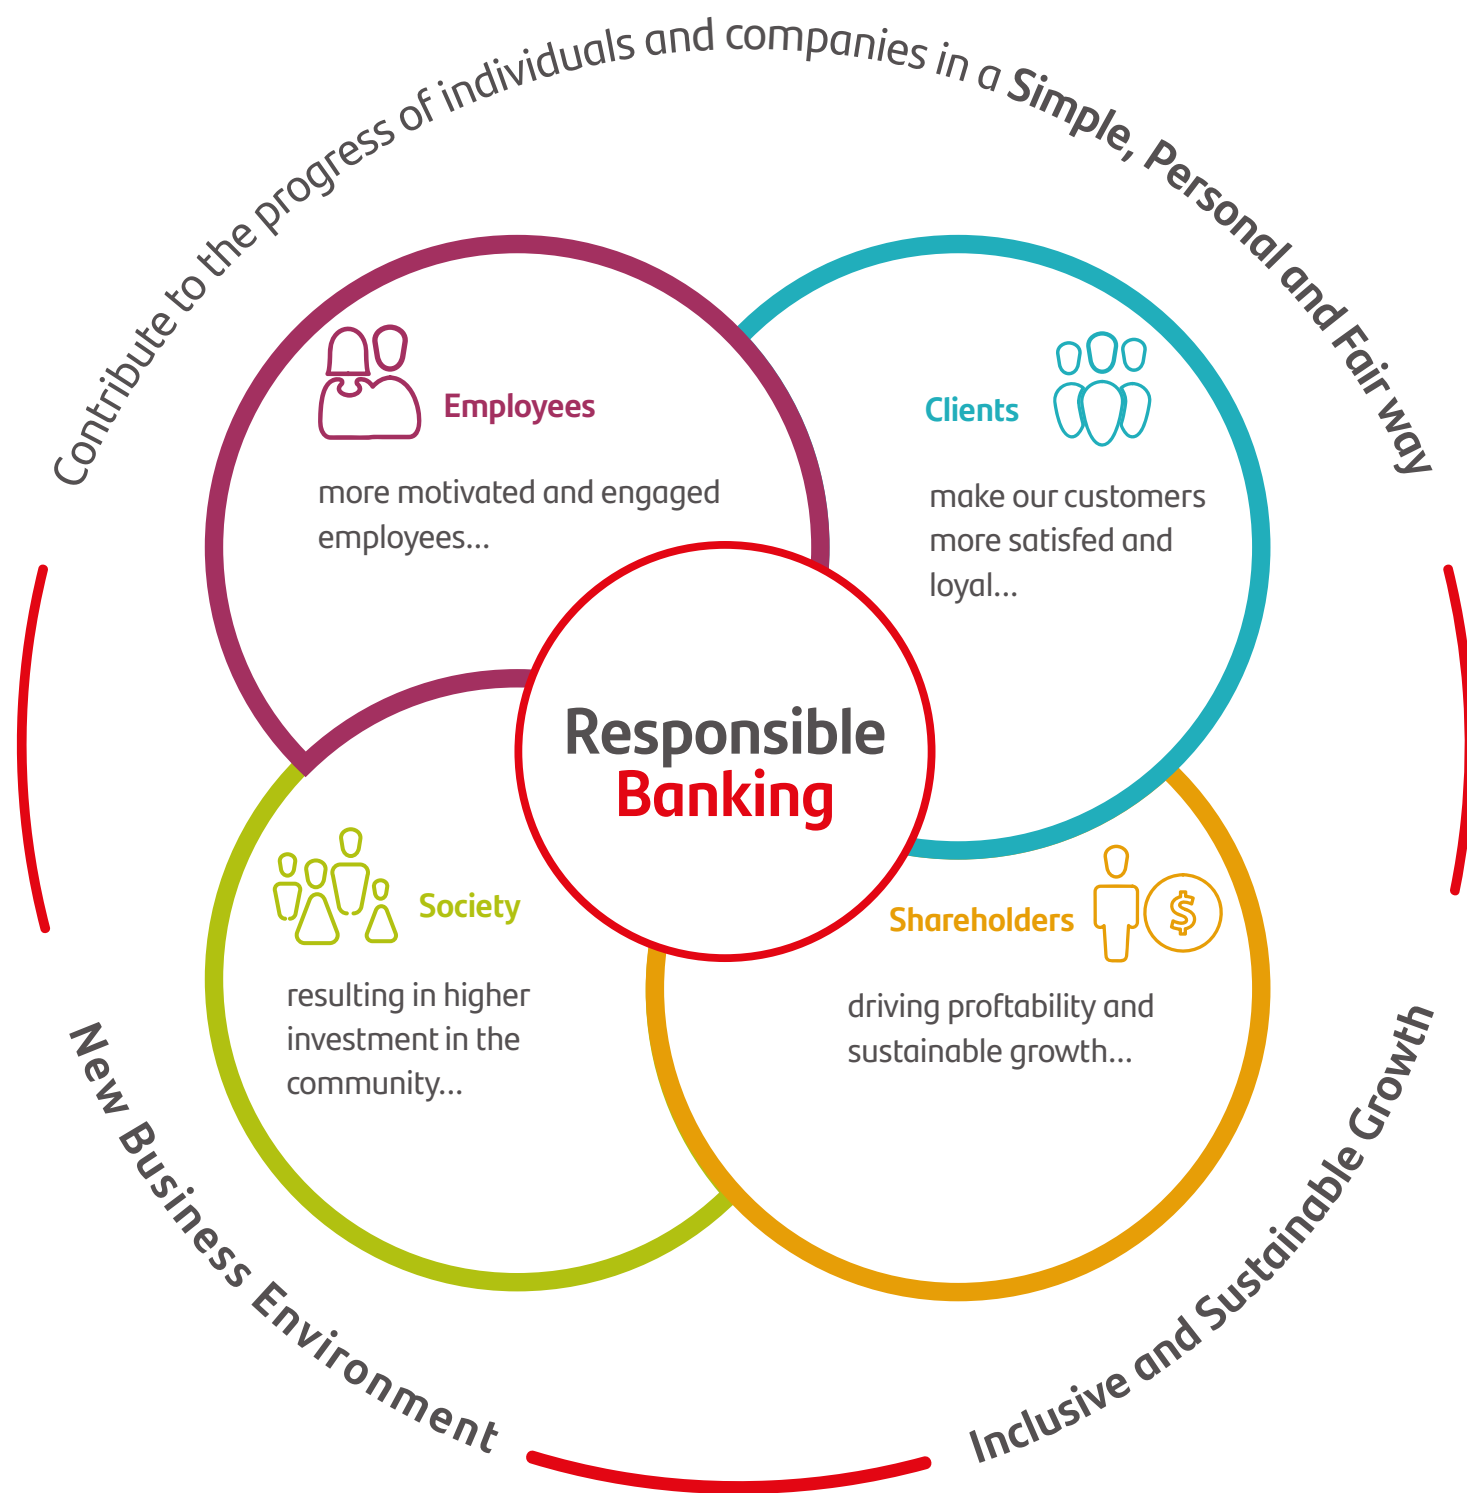 Contribute to the progress of individuals and companies in a Simple, Personal and Fair way
Employees
more motivated and engaged
employees...
Clients
make our customers
more satisfed and
loyal...
Responsible
Banking
Society
resulting in higher
investment in the
community...
Shareholders
$
driving proftability and
sustainable growth...
New Business Environment
Inclusive and Sustainable Growth